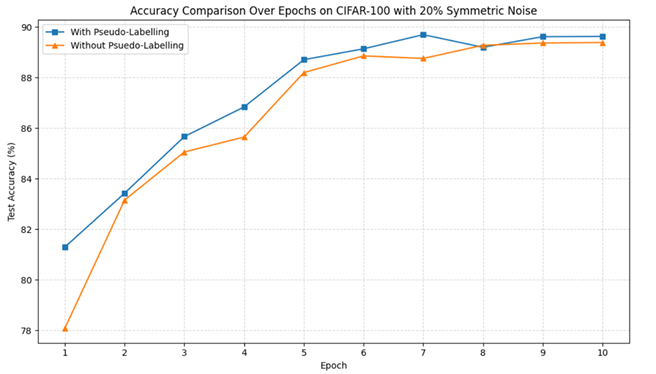 Accuracy Comparison Over Epochs on CIFAR-100 with 20% Symmetric Noise
With Pseudo-Labelling
Without Psuedo-Labelling
90
88
86
84
82
80
78
Test Accuracy (%)
1 2 3 4 5 6 7 8 9 10
Epoch